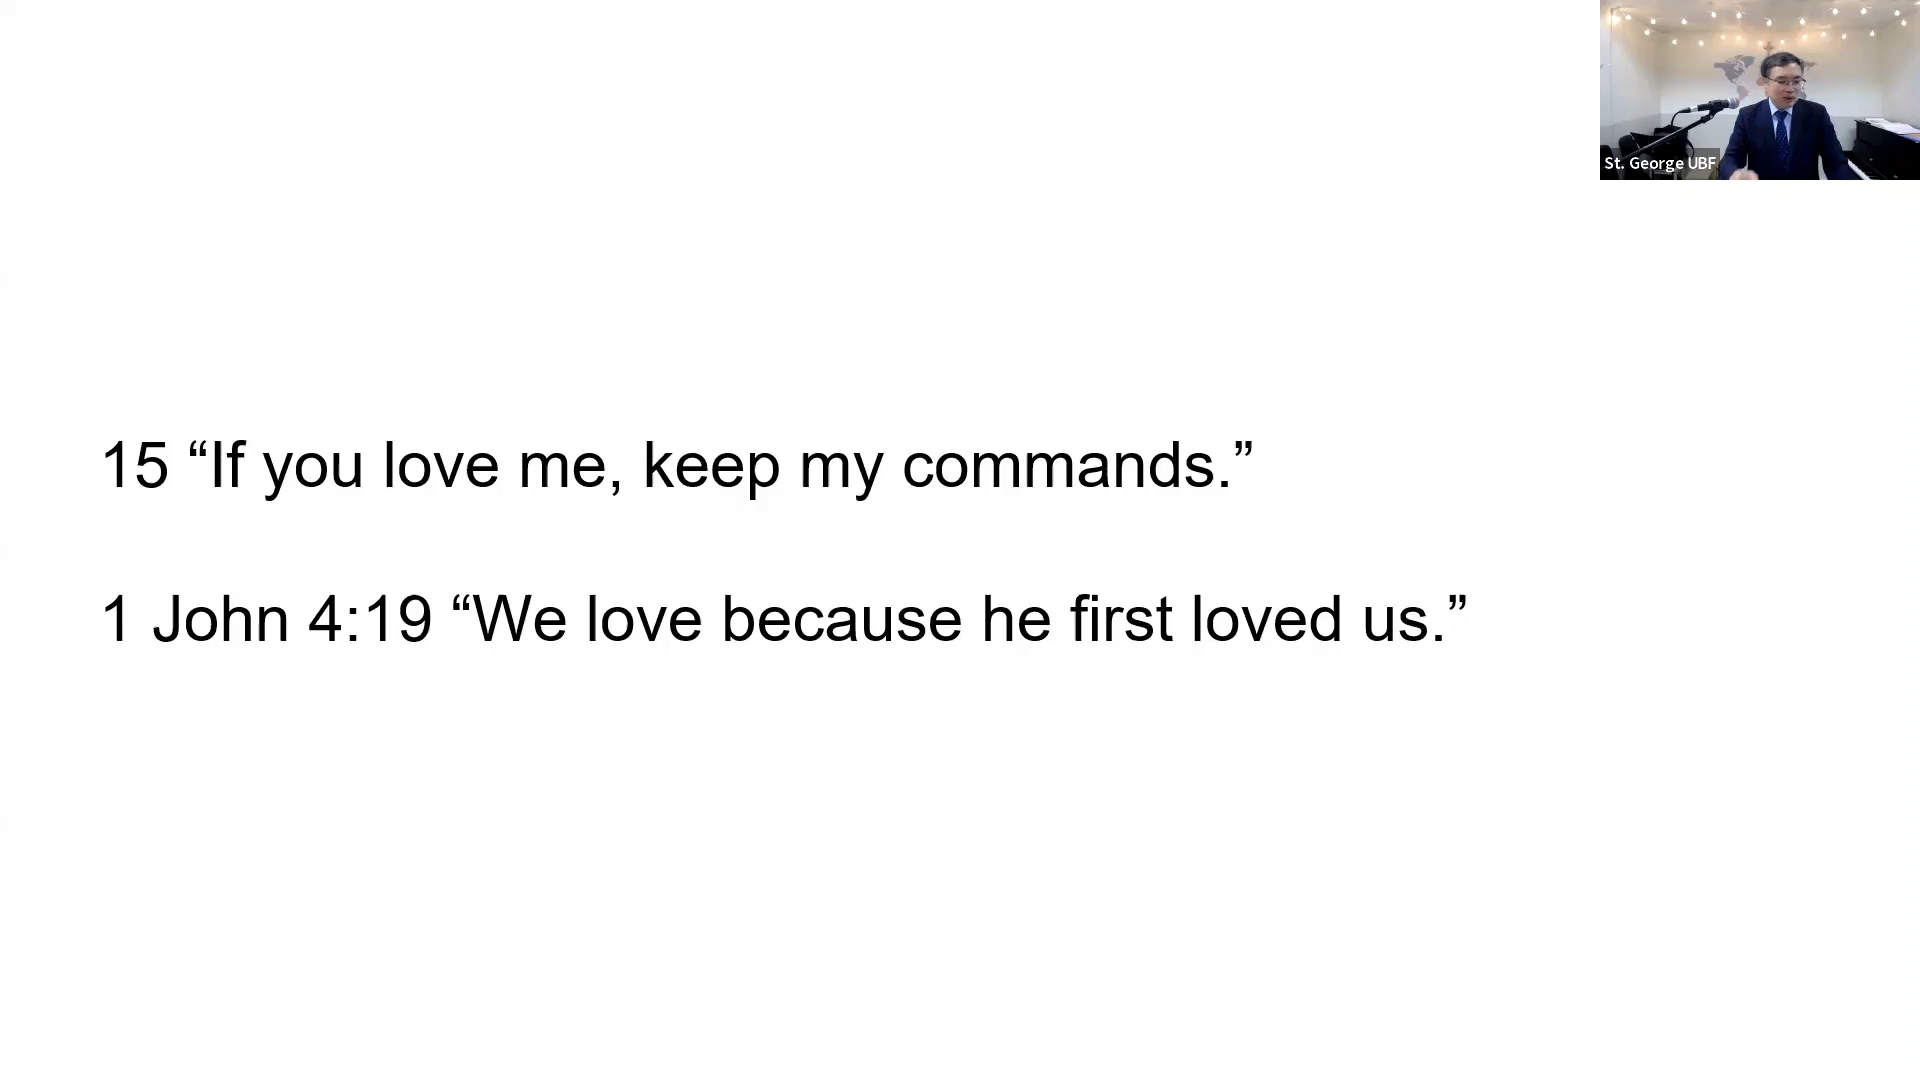 St. George UBF
15 “If you love me, keep my commands.”
1 John 4:19 “We love because he first loved us.”